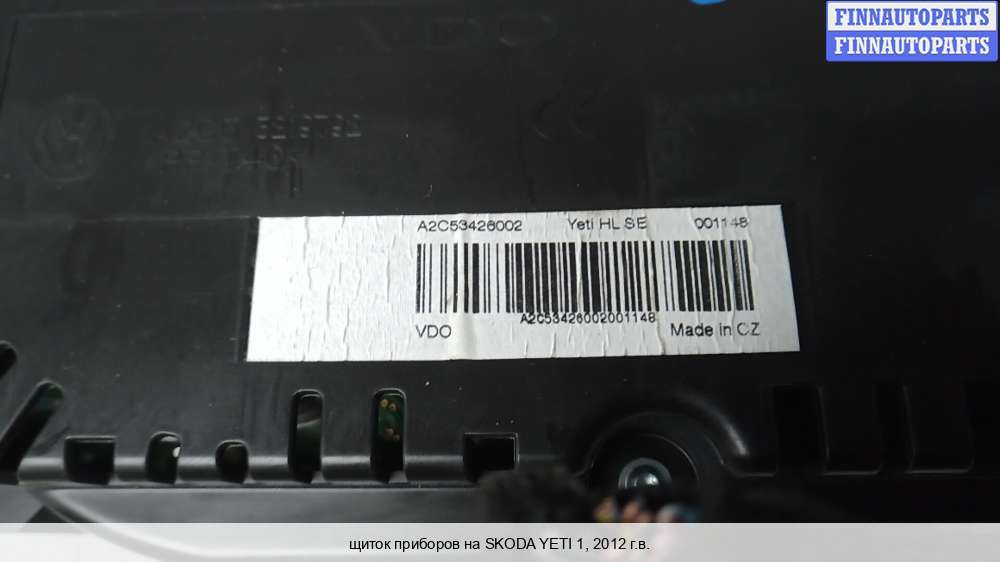 FINNAUTOPARTS
FINNAUTOPARTS
VDO
A2C53426002 Yeti HL SE 001148
A2C53426002001148
VDO Made in CZ
щиток приборов на SKODA YETI 1, 2012 г.в.